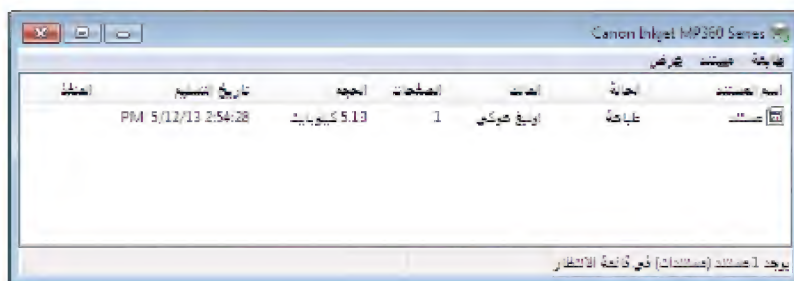 Canon Inkjet MP360 Series
طابعة مستند عرض
اسم المستند الحالة المالك الصفحات الحجم تاريخ التسليم المنفذ
مستند طباعة 1 5.13 كيلوبايت 2:54:28 5/12/13 PM
يوجد 1 مستند (مستندات) في قائمة الانتظار